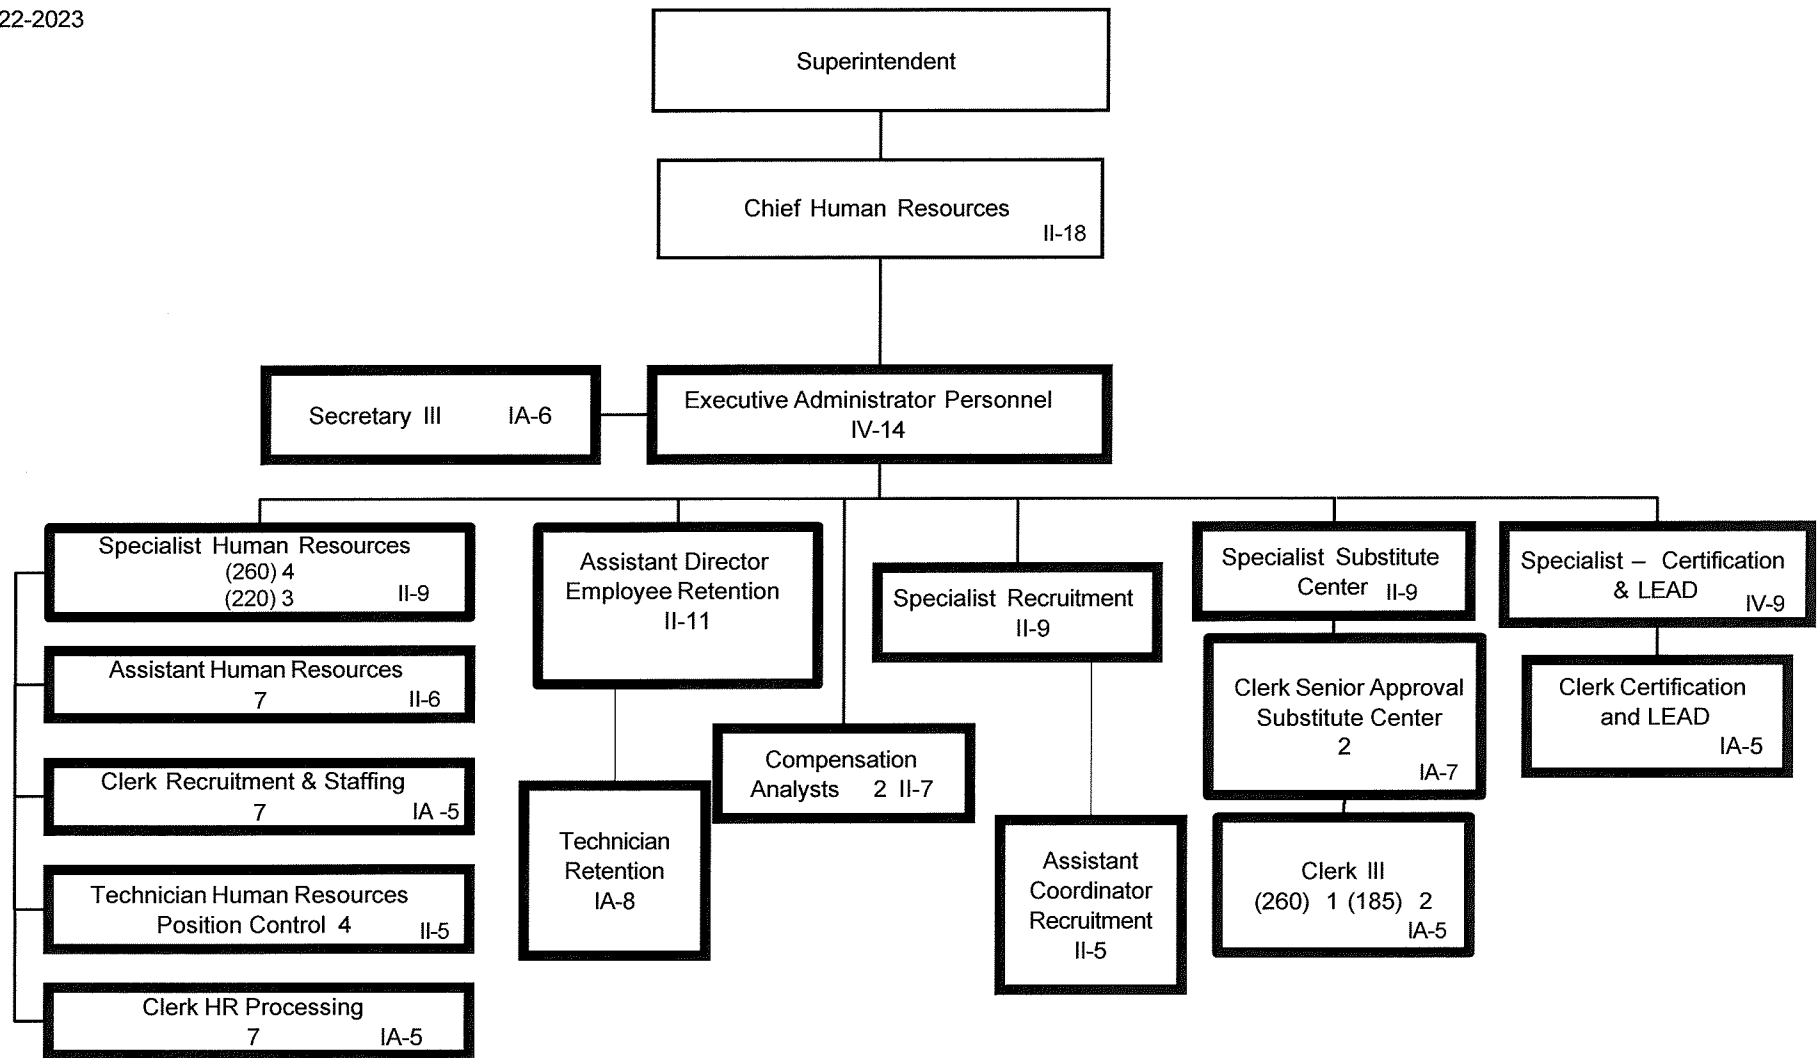 22-2023
Superintendent
Chief Human Resources
II-18
Secretary III IA-6
Executive Administrator Personnel
IV-14
Specialist Human Resources
(260) 4
(220) 3 II-9
Assistant Human Resources
7 II-6
Clerk Recruitment & Staffing
7 IA -5
Technician Human Resources
Position Control 4 II-5
Clerk HR Processing
7 IA-5
Assistant Director
Employee Retention
II-11
Technician
Retention
IA-8
Compensation
Analysts 2 II-7
Specialist Recruitment
II-9
Assistant
Coordinator
Recruitment
II-5
Specialist Substitute
Center II-9
Clerk Senior Approval
Substitute Center
2
IA-7
Clerk III
(260) 1 (185) 2
IA-5
Specialist – Certification
& LEAD IV-9
Clerk Certification
and LEAD
IA-5